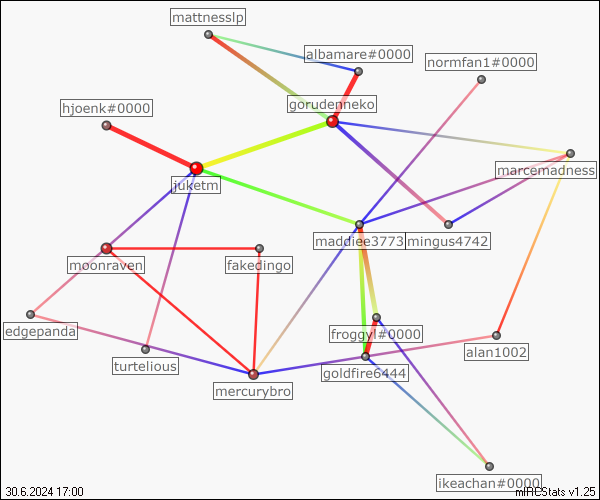 mattnesslp
albamare#0000
normfan1#0000
hjoenk#0000
gorudenneko
marcemadness
juketm
maddiee3773
mingus4742
moonraven
fakedingo
edgepanda
froggyl#0000
alan1002
turtelious
goldfire6444
mercurybro
ikeachan#0000
30.6.2024 17:00
mIRCStats v1.25